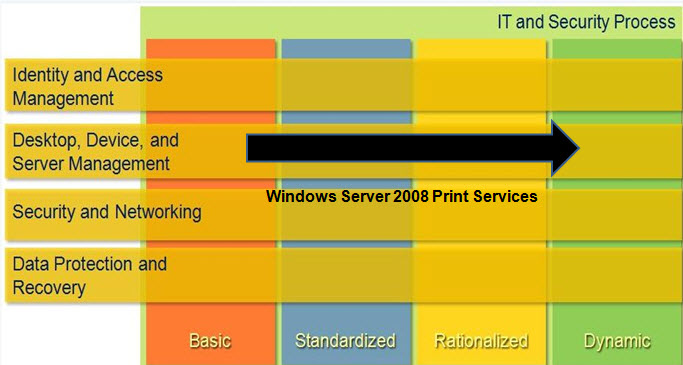 IT and Security Process
Identity and Access
Management
Desktop, Device, and
Server Management
Windows Server 2008 Print Services
Security and Networking
Data Protection and
Recovery
Basic
Standardized
Rationalized
Dynamic